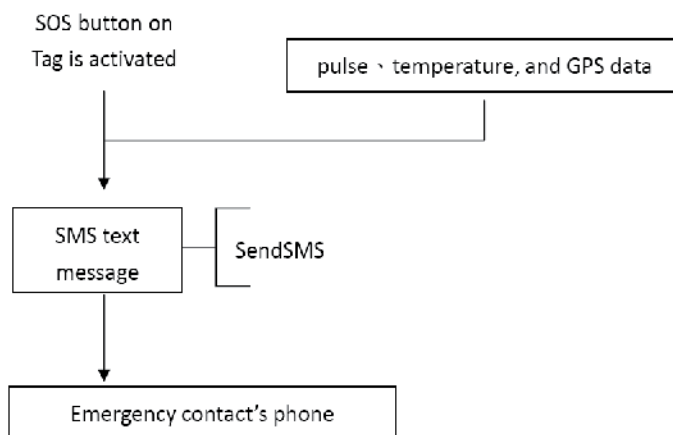 SOS button on
Tag is activated
pulse、temperature, and GPS data
SMS text
message
SendSMS
Emergency contact's phone